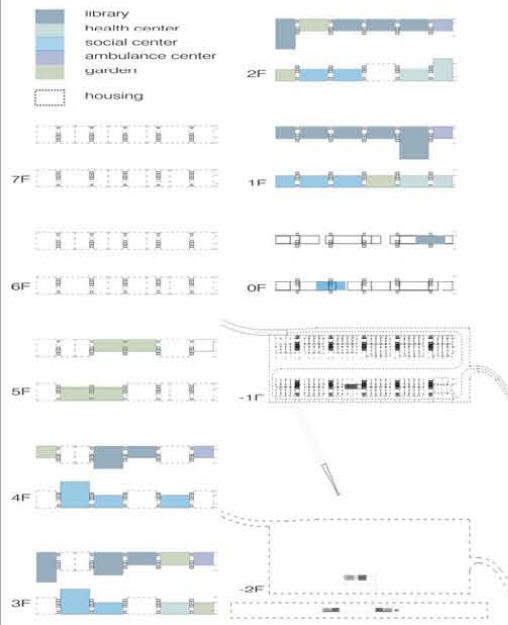 library
health center
social center
ambulance center
garden
housing
2F
7F
1F
6F
0F
5F
-1F
4F
-2F
3F